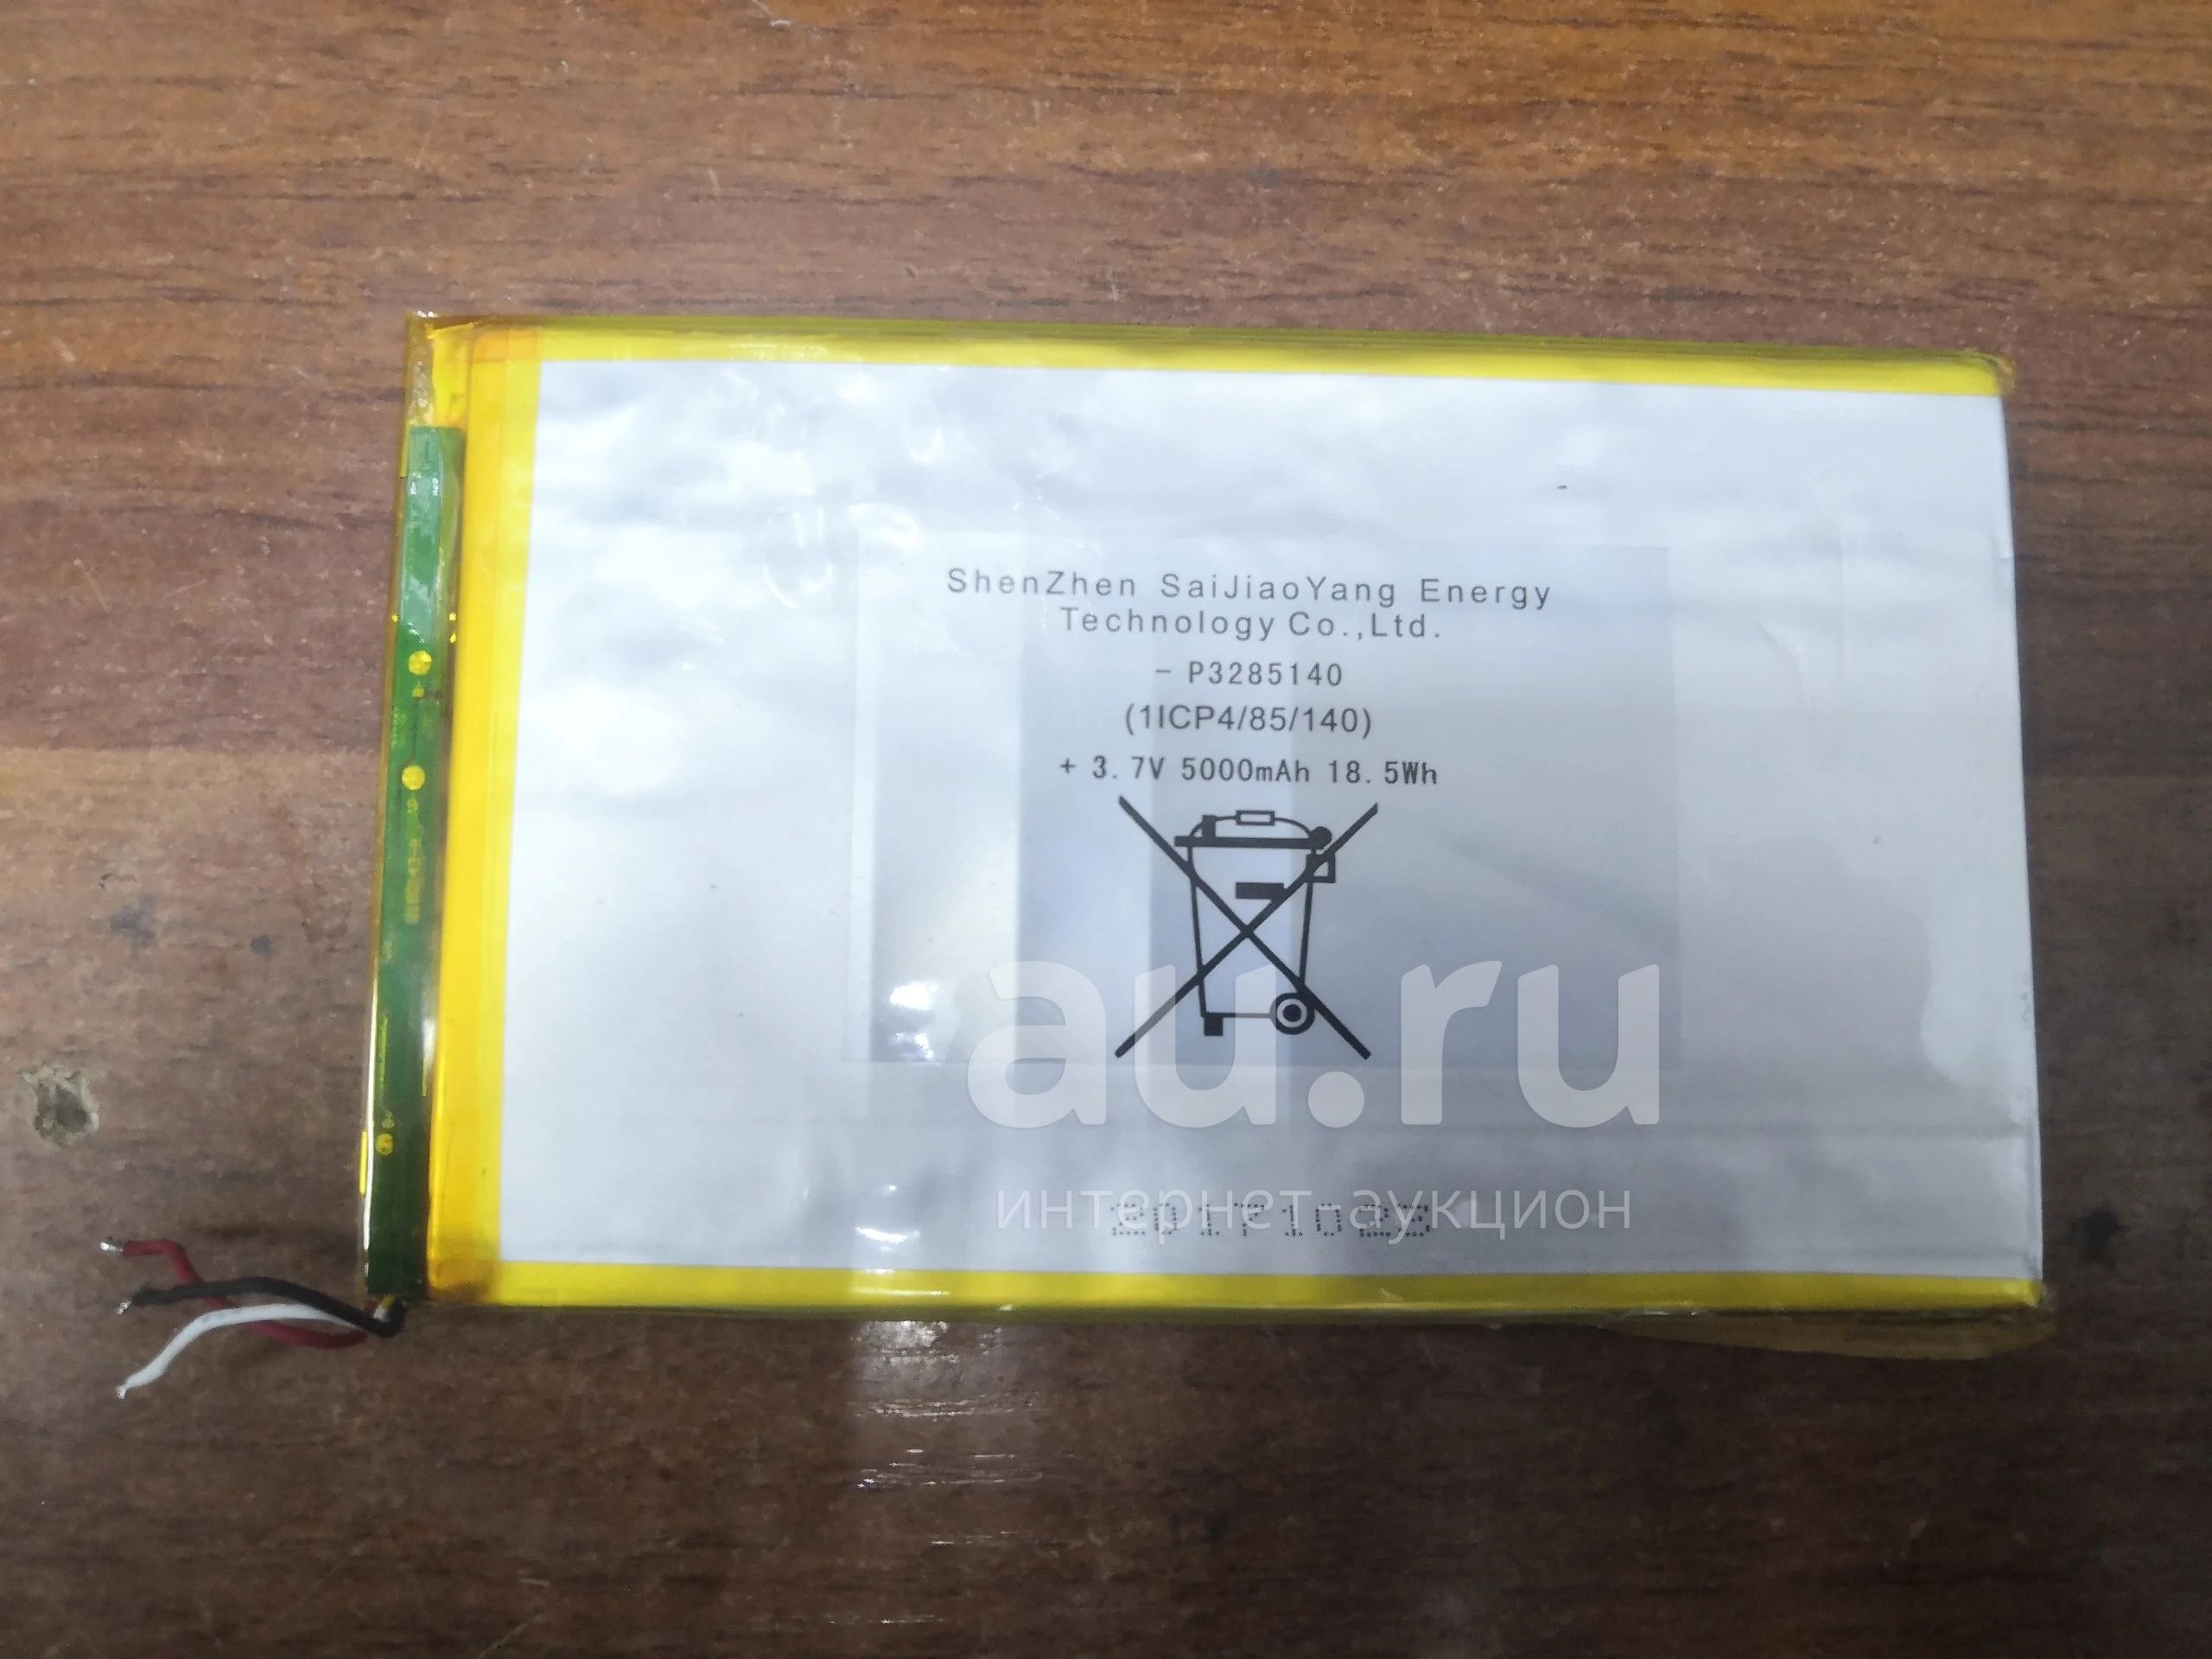 ShenZhen SaiJiaoYang Energy
Technology Co.,Ltd.
- P3285140
(1ICP4/85/140)
+ 3.7V 5000mAh 18.5Wh
au.ru
интернет-аукцион
20171023